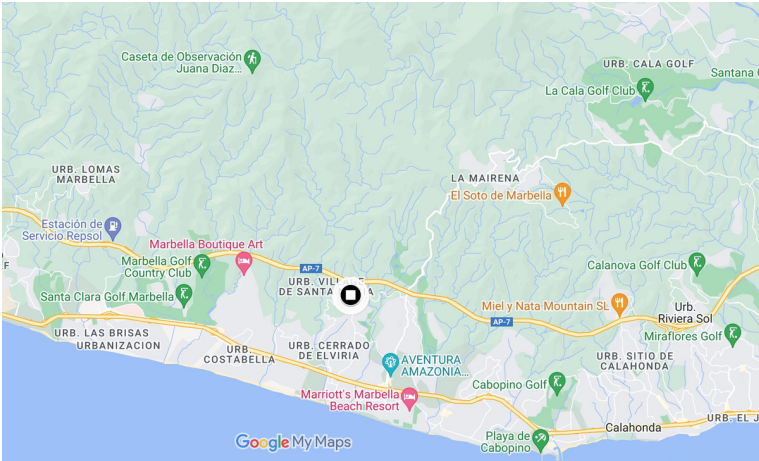 Caseta de Observación
Juana Diaz...
URB. CALA GOLF
Santana
La Cala Golf Club
URB. LOMAS
MARBELLA
LA MAIRENA
El Soto de Marbella
Estación de
Servicio Repsol
Marbella Boutique Art
Marbella Golf
Country Club
AP-7
Calanova Golf Club
URB.
DE
Santa Clara Golf Marbella
Miel y Nata Mountain SL
Urb.
Riviera Sol
AP-7
Miraflores Golf
URB. LAS BRISAS
URBANIZACION
URB.
COSTABELLA
URB. CERRADO
DE ELVIRIA
URB. SITIO DE
CALAHONDA
AVENTURA
AMAZONIA...
Cabopino Golf
Marriott's Marbella
Beach Resort
URB. EL
Calahonda
Playa de
Cabopino
Google My Maps